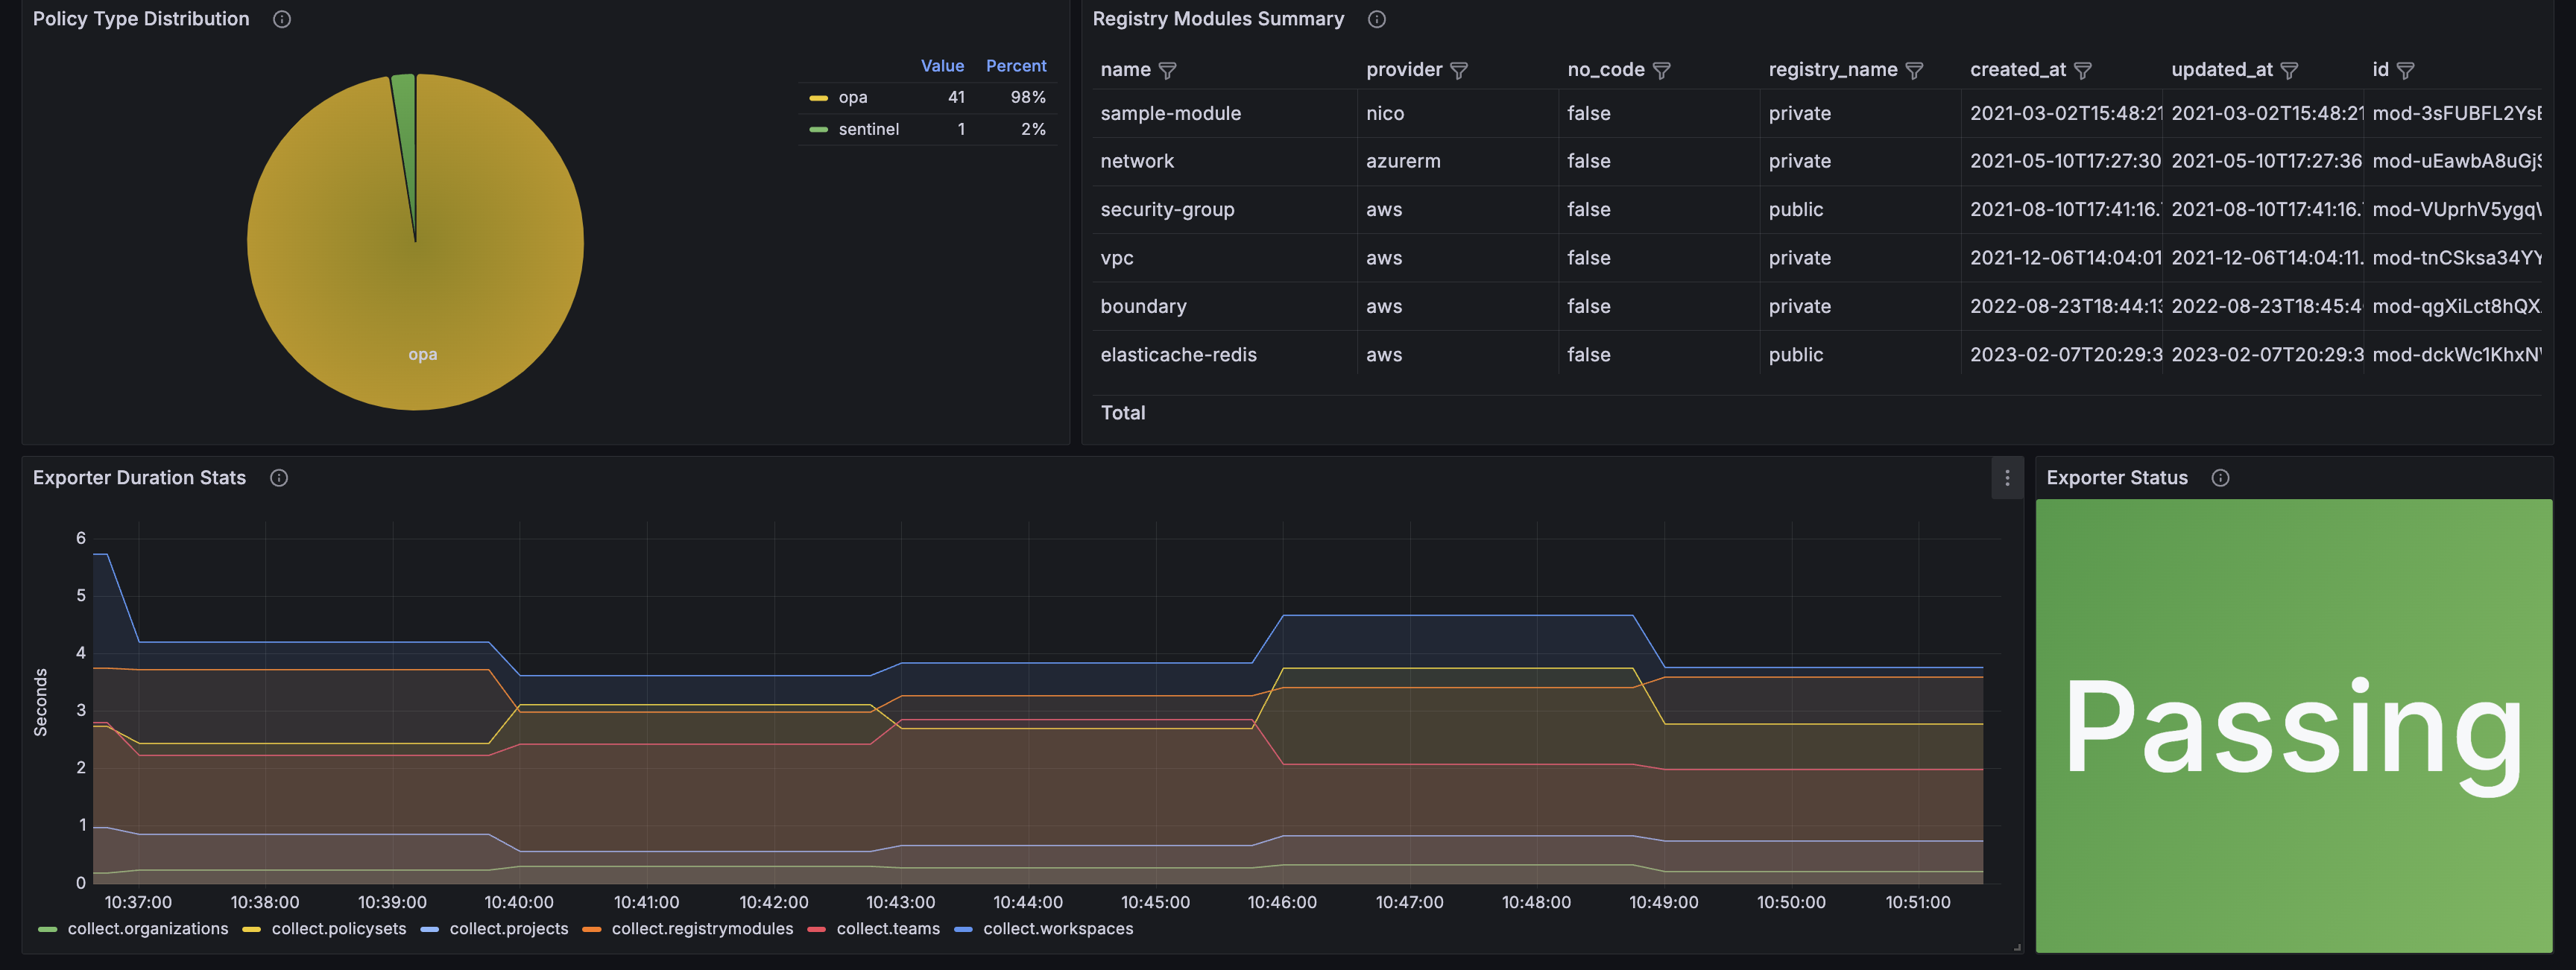 Policy Type Distribution
Value Percent
opa 41 98%
sentinel 1 2%
opa
Registry Modules Summary
name provider no_code registry_name created_at updated_at id
sample-module nico false private 2021-03-02T15:48:21 2021-03-02T15:48:21 mod-3sFUBFL2YsE
network azurerm false private 2021-05-10T17:27:30 2021-05-10T17:27:36 mod-uEawbA8uGjS
security-group aws false public 2021-08-10T17:41:16. 2021-08-10T17:41:16. mod-VUprhV5ygq
vpc aws false private 2021-12-06T14:04:01 2021-12-06T14:04:11. mod-tnCSksa34YY
boundary aws false private 2022-08-23T18:44:13 2022-08-23T18:45:4 mod-qgXiLct8hQX
elasticache-redis aws false public 2023-02-07T20:29:3 2023-02-07T20:29:3 mod-dckWc1KhxN
Total
Exporter Duration Stats
Seconds
6
5
4
3
2
1
0
10:37:00 10:38:00 10:39:00 10:40:00 10:41:00 10:42:00 10:43:00 10:44:00 10:45:00 10:46:00 10:47:00 10:48:00 10:49:00 10:50:00 10:51:00
collect.organizations collect.policysets collect.projects collect.registrymodules collect.teams collect.workspaces
Exporter Status
Passing